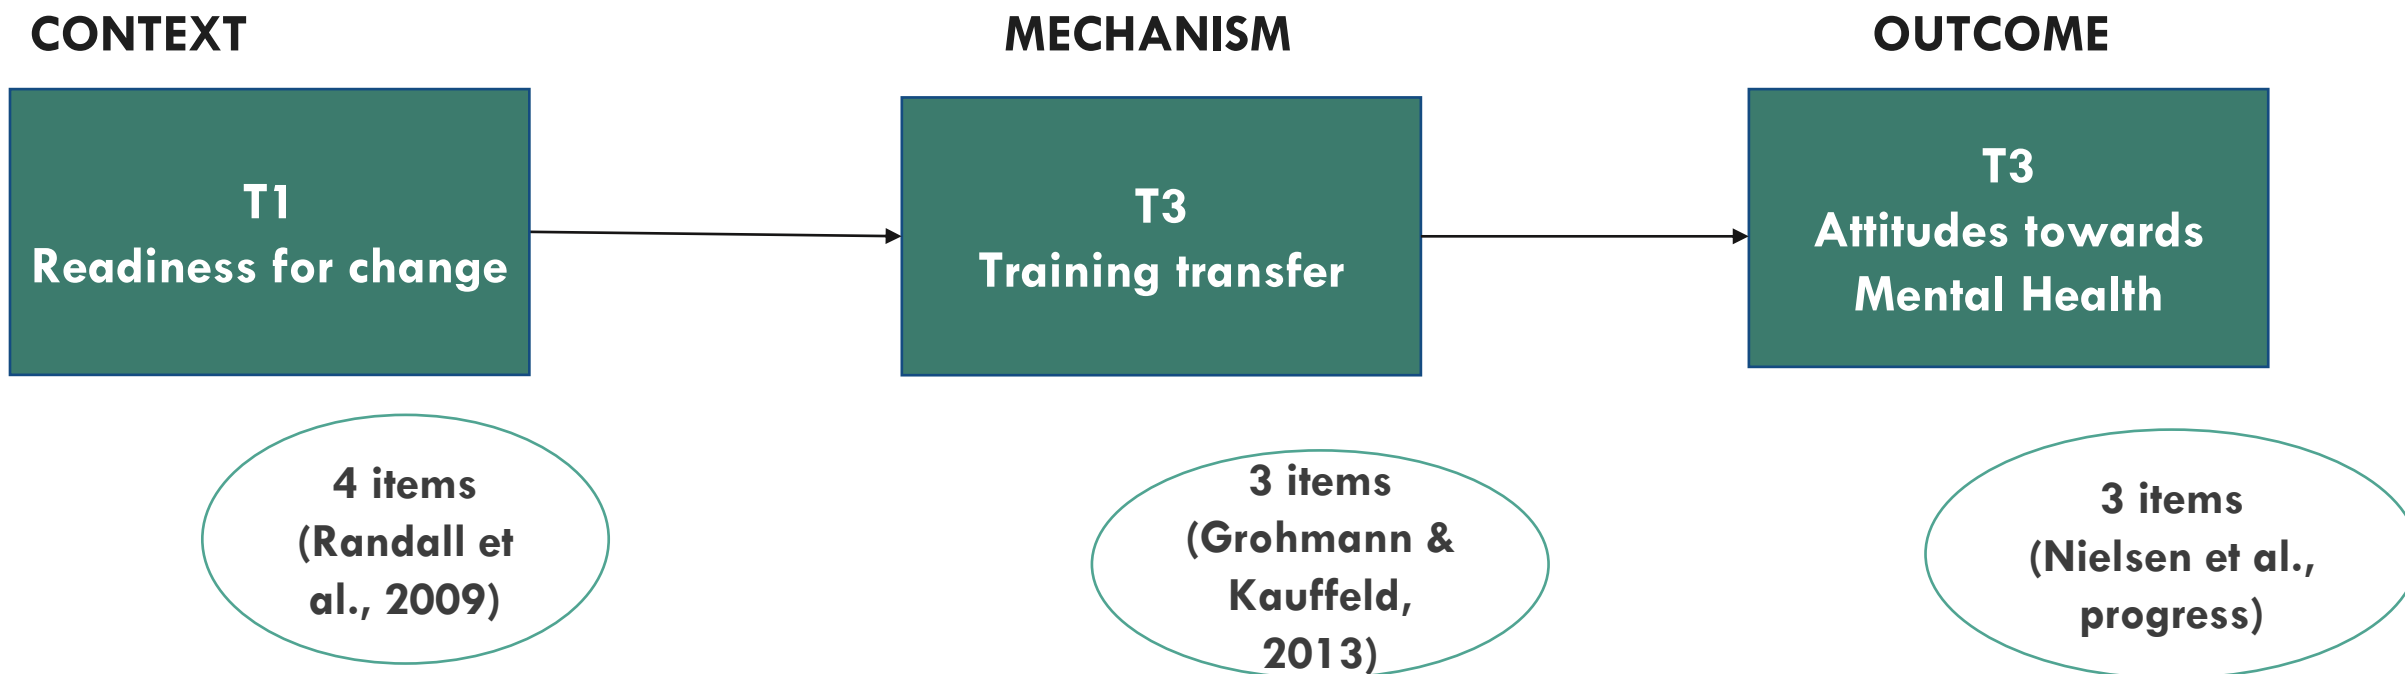 CONTEXT
MECHANISM
OUTCOME
T1
Readiness for change
T3
Training transfer
T3
Attitudes towards
Mental Health
4 items
(Randall et
al., 2009)
3 items
(Grohmann &
Kauffeld,
2013)
3 items
(Nielsen et al.,
progress)